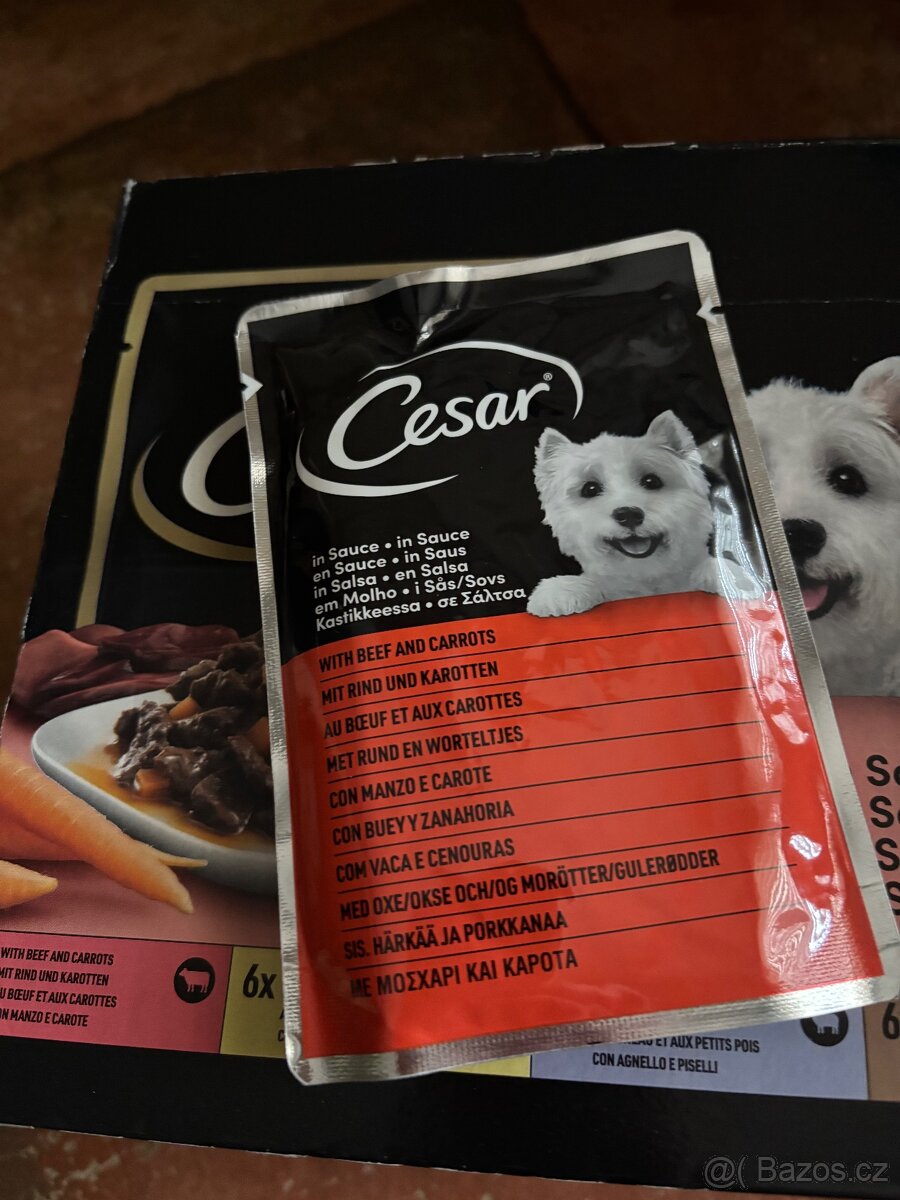 Cesar®
in Sauce • in Sauce
en Sauce • in Saus
in Salsa • en Salsa
em Molho • i Sås/Sovs
Kastikkeessa • σε Σάλτσα
WITH BEEF AND CARROTS
MIT RIND UND KAROTTEN
AU BŒUF ET AUX CAROTTES
MET RUND EN WORTELTJES
CON MANZO E CAROTE
CON BUEY Y ZANAHORIA
COM VACA E CENOURAS
MED OXE/OKSE OCH/OG MORÖTTER/GULERØDDER
SIS. HÄRKÄÄ JA PORKKANAA
ΜΕ ΜΟΣΧΑΡΙ ΚΑΙ ΚΑΡΟΤΑ
WITH BEEF AND CARROTS
MIT RIND UND KAROTTEN
AU BŒUF ET AUX CAROTTES
CON MANZO E CAROTE
6x
ET AUX PETITS POIS
CON AGNELLO E PISELLI
@( Bazos.cz